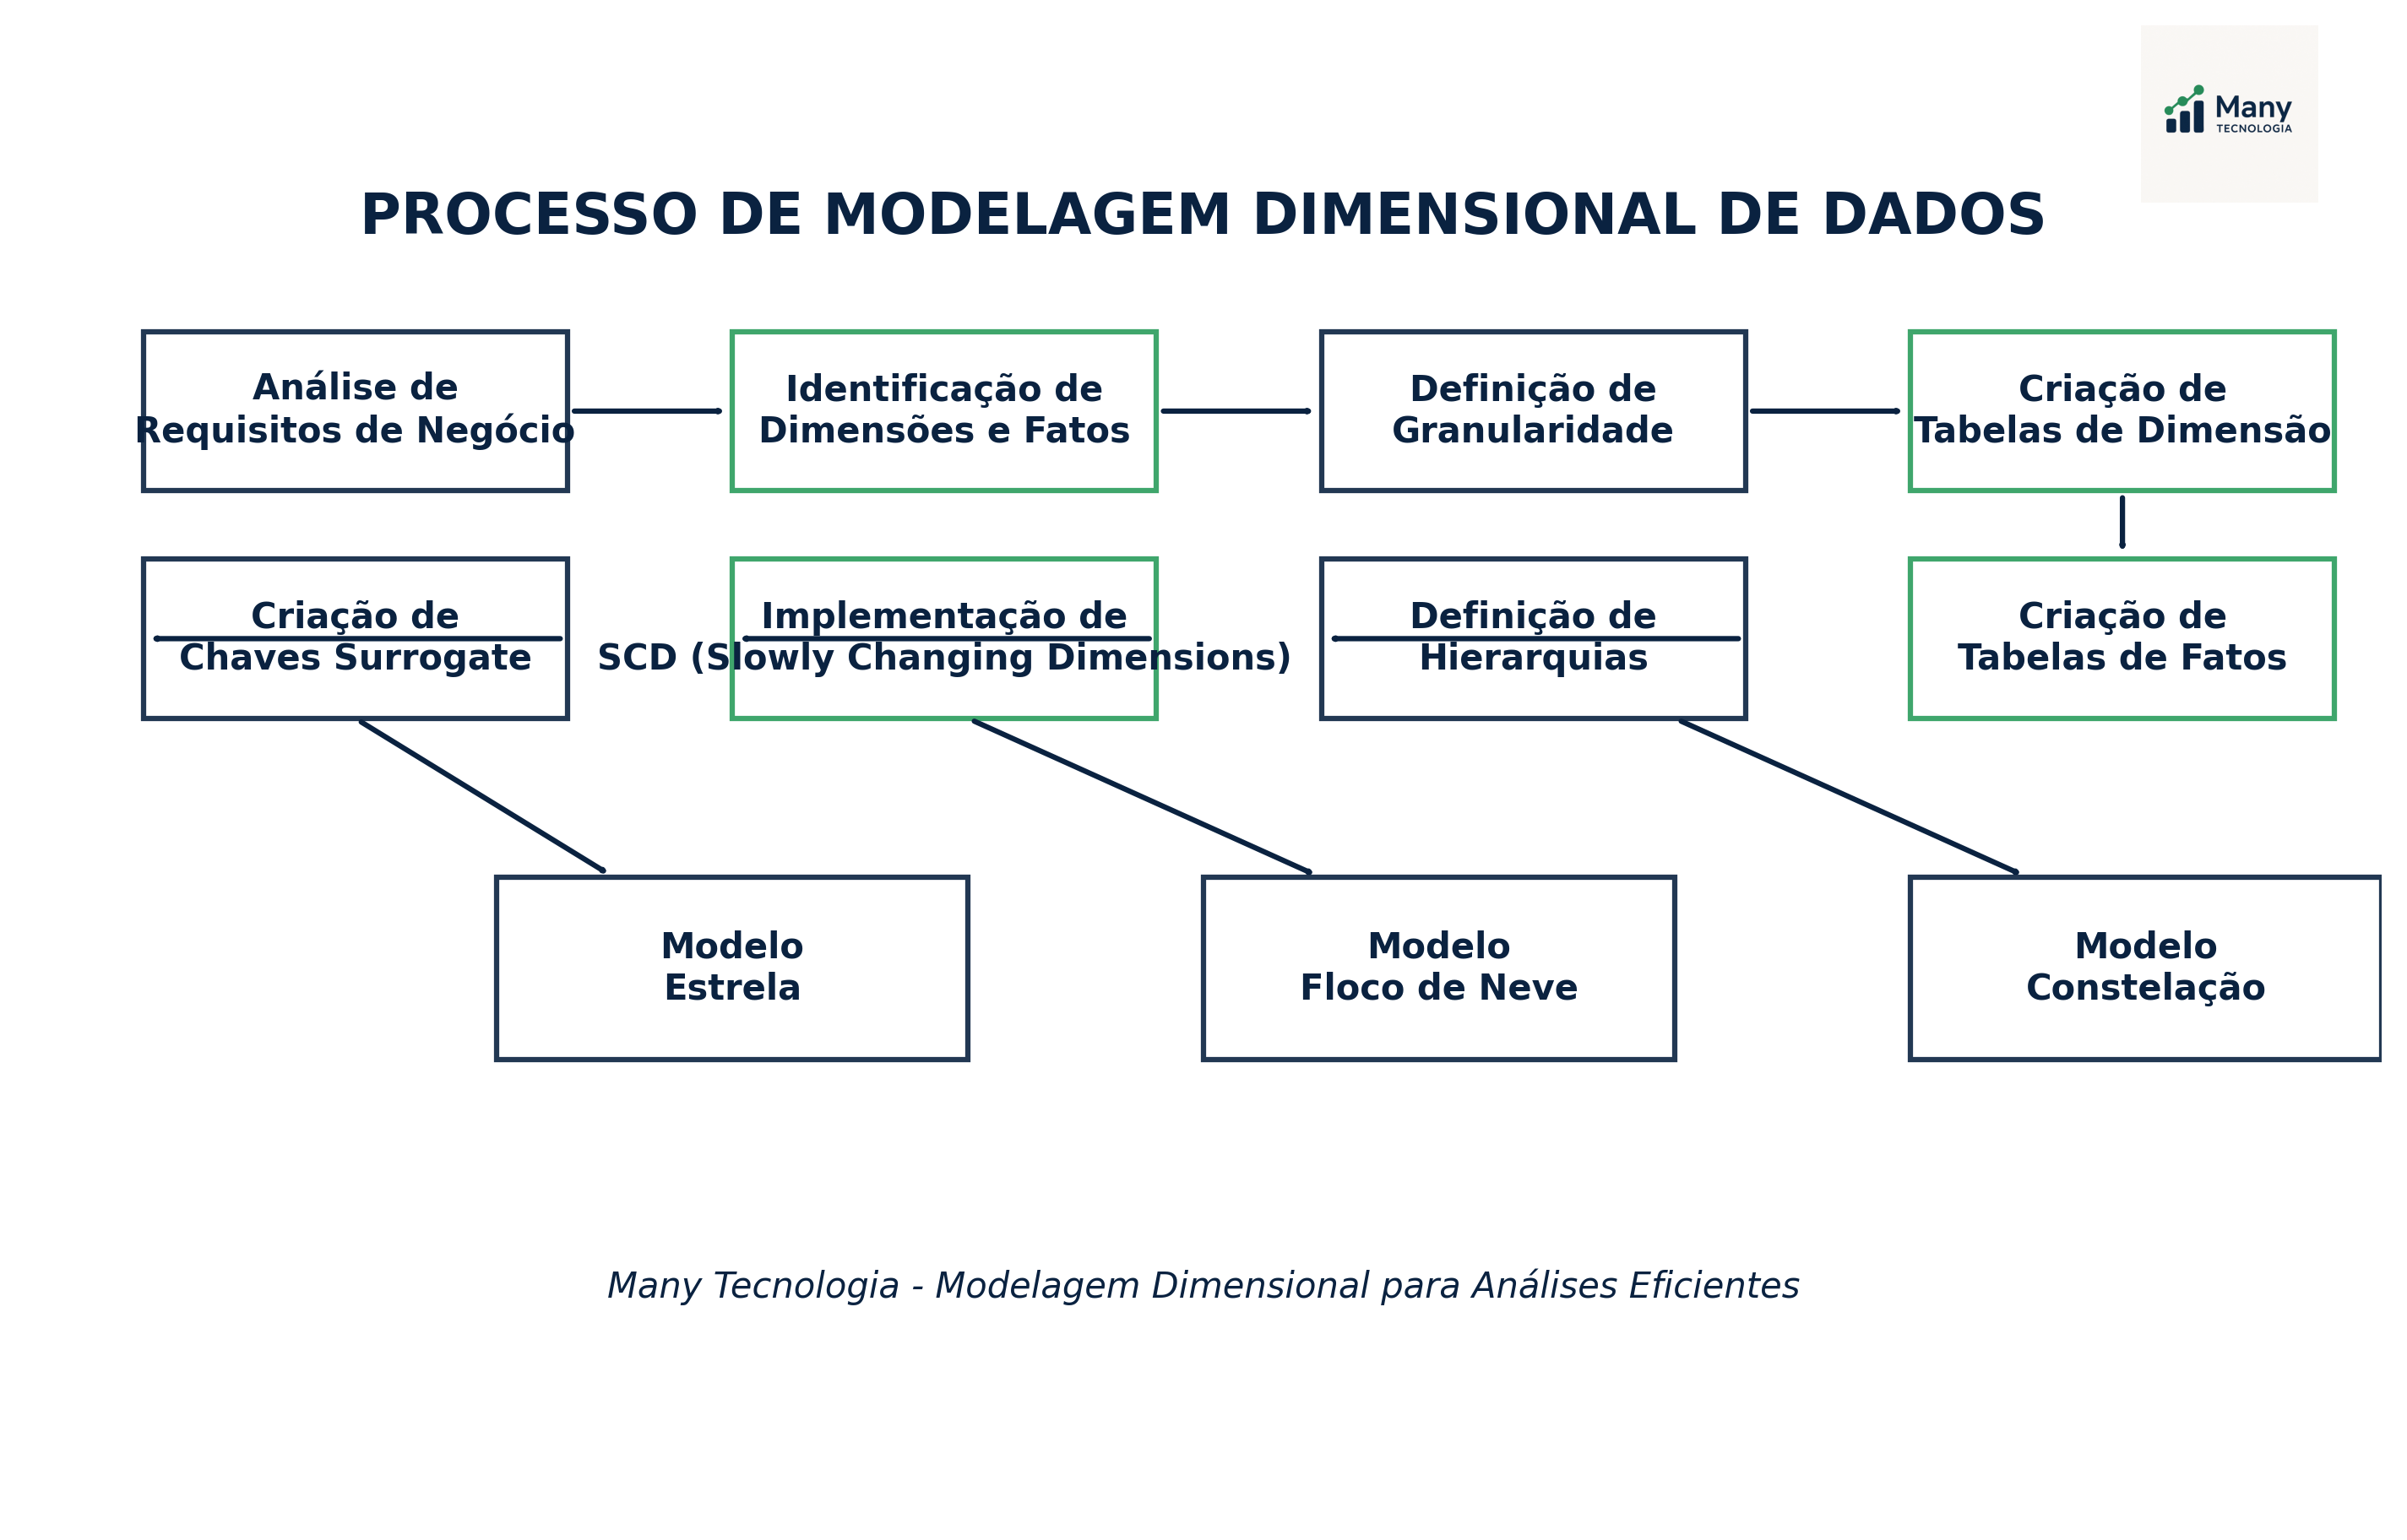 Many
TECNOLOGIA
PROCESSO DE MODELAGEM DIMENSIONAL DE DADOS
Análise de
Requisitos de Negócio
Identificação de
Dimensões e Fatos
Definição de
Granularidade
Criação de
Tabelas de Dimensão
Criação de
Chaves Surrogate
Implementação de
SCD (Slowly Changing Dimensions)
Definição de
Hierarquias
Criação de
Tabelas de Fatos
Modelo
Estrela
Modelo
Floco de Neve
Modelo
Constelação
Many Tecnologia - Modelagem Dimensional para Análises Eficientes